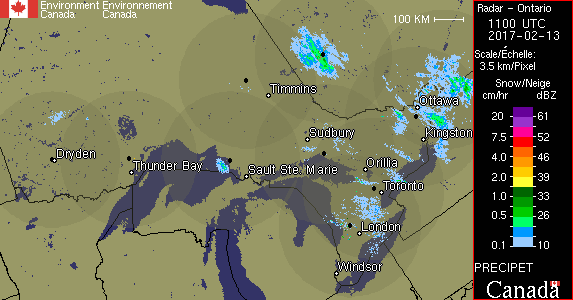 Environment Environnement
Canada Canada
100 KM
Timmins
Ottawa
Sudbury
Kingston
Dryden
Thunder Bay
Sault Ste. Marie
Orillia
Toronto
London
Windsor
Radar - Ontario
1100 UTC
2017-02-13
Scale/Échelle:
3.5 km/Pixel
Snow/Neige
cm/hr dBZ
20 61
7.5 52
4.0 46
2.0 39
1.0 33
0.5 26
0.1 10
PRECIPET
Canada